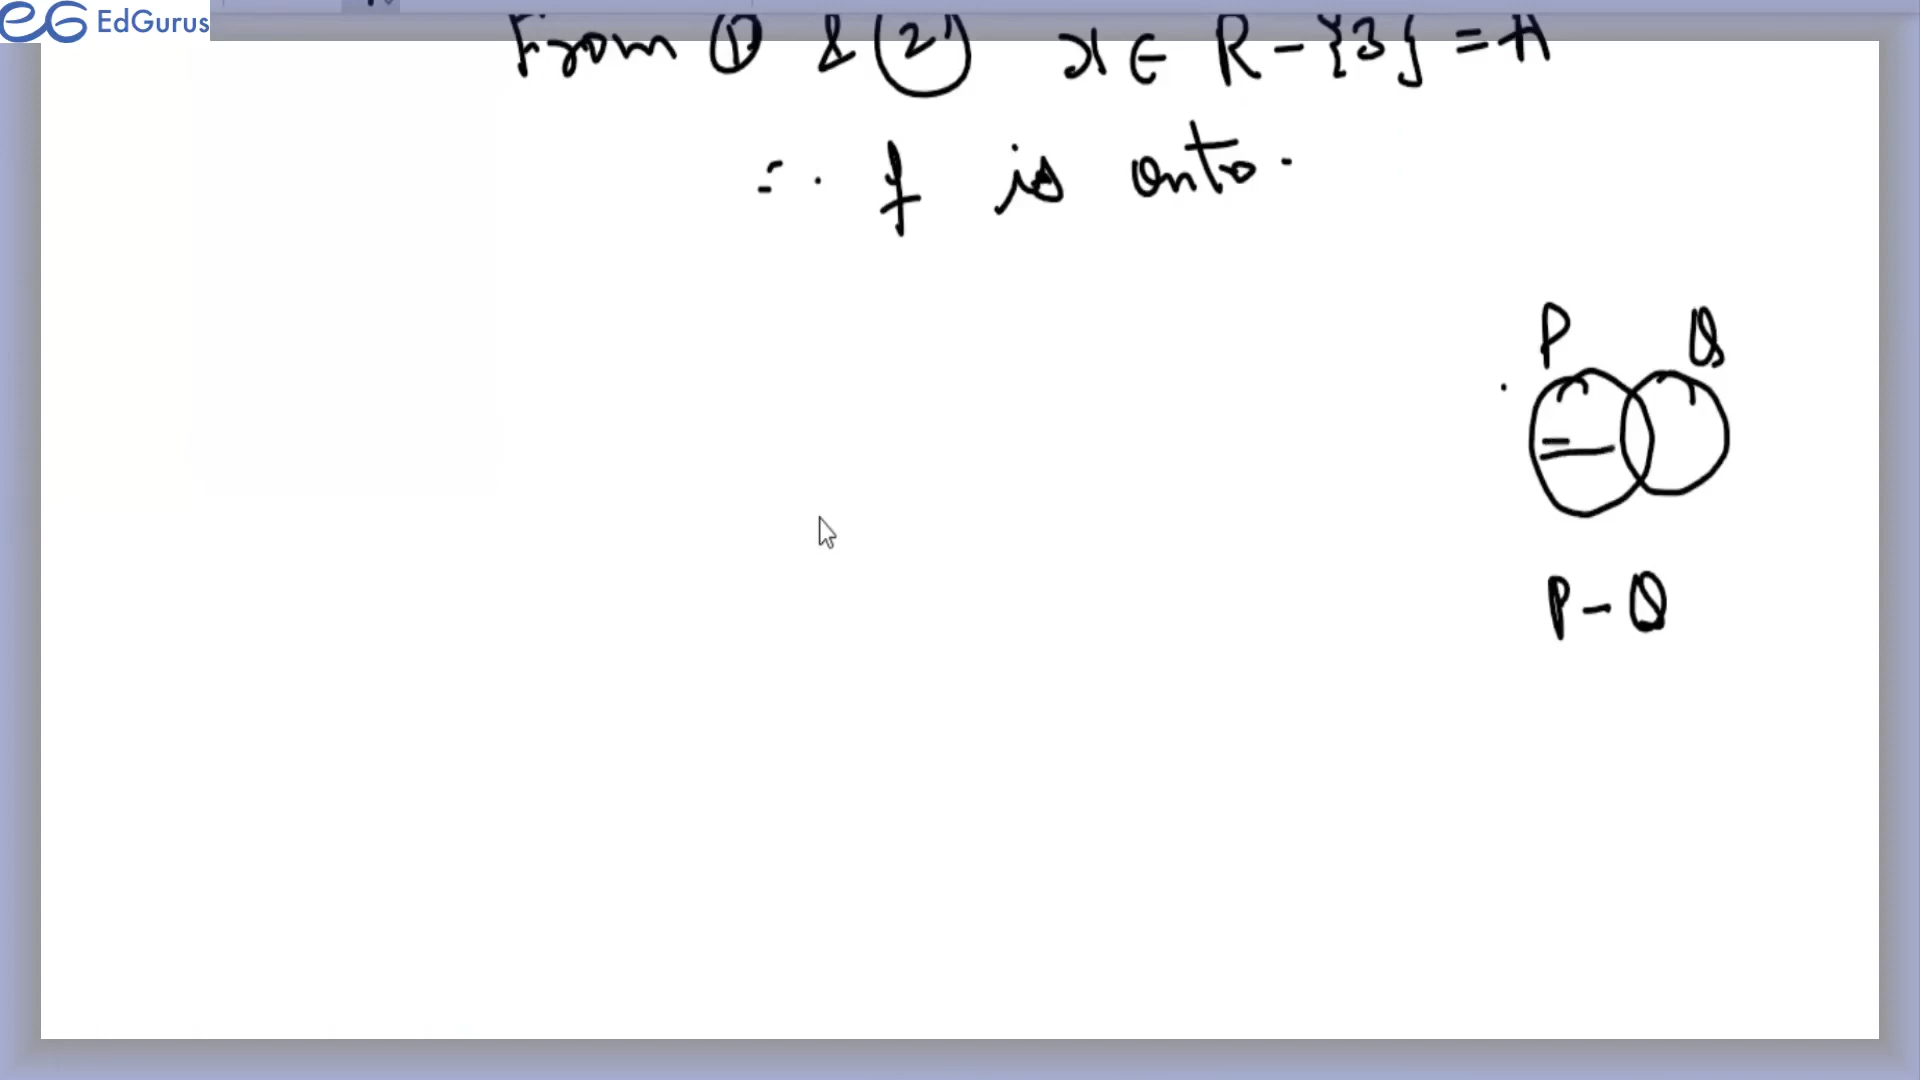 EdGurus
From ① & ② x ∈ R - {3} = A
∴ f is onto.
P Q
P - Q